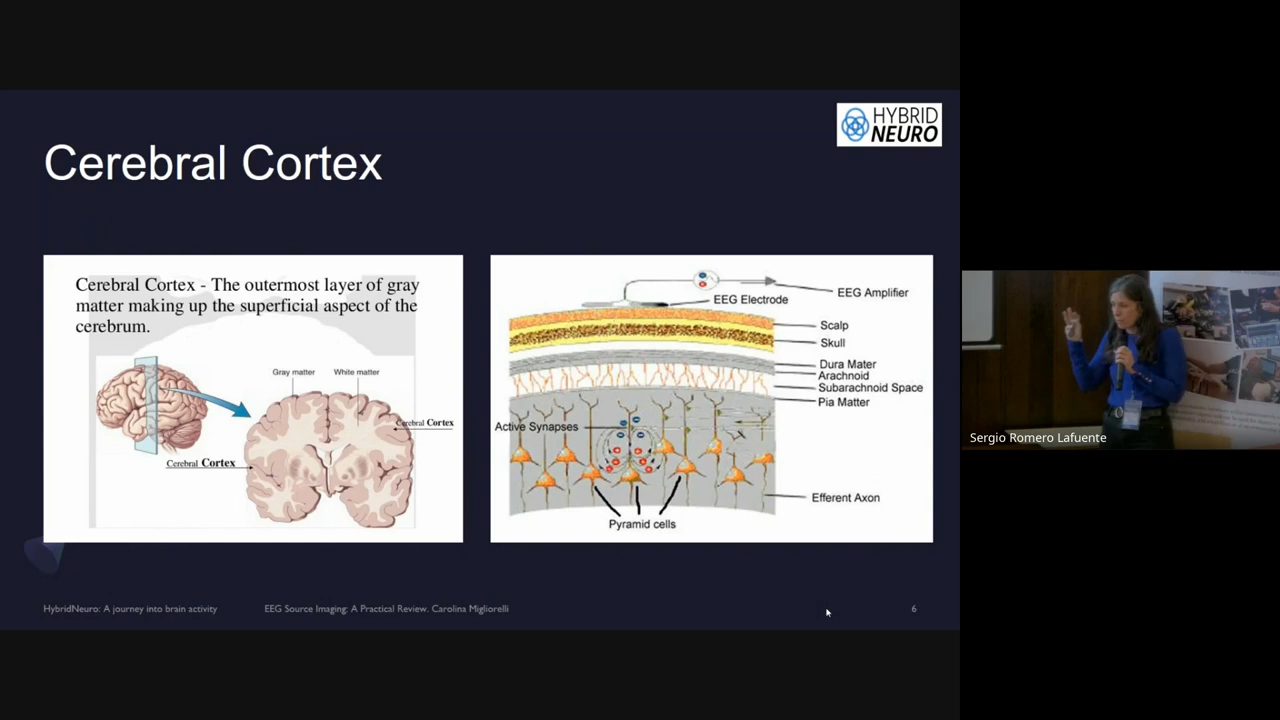 HYBRID
NEURO
Cerebral Cortex
Cerebral Cortex - The outermost layer of gray
matter making up the superficial aspect of the
cerebrum.
Gray matter
White matter
Cerebral Cortex
Cerebral Cortex
EEG Amplifier
EEG Electrode
Scalp
Skull
Dura Mater
Arachnoid
Subarachnoid Space
Pia Matter
Active Synapses
Efferent Axon
Pyramid cells
HybridNeuro: A journey into brain activity
EEG Source Imaging: A Practical Review. Carolina Migliorelli
6
Sergio Romero Lafuente